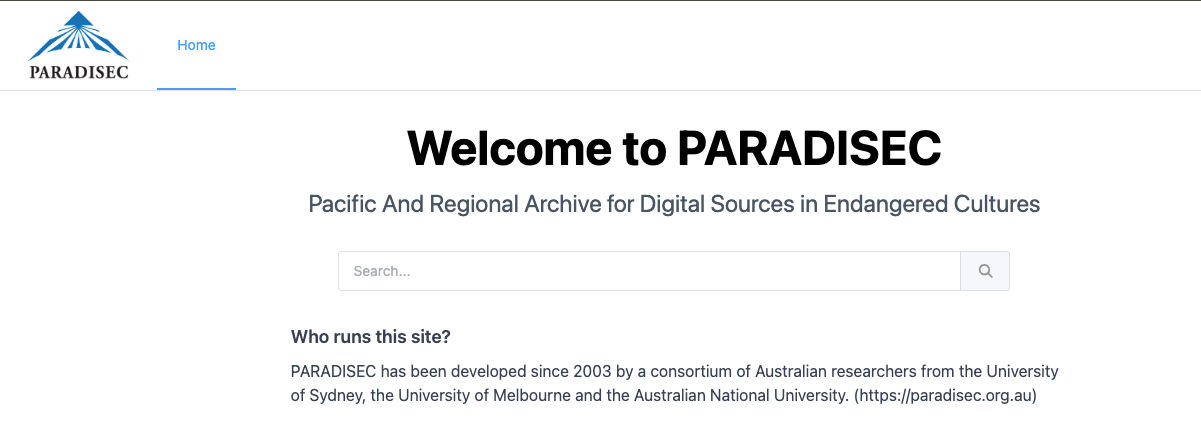 PARADISEC
Home
Welcome to PARADISEC
Pacific And Regional Archive for Digital Sources in Endangered Cultures
Search...
Who runs this site?
PARADISEC has been developed since 2003 by a consortium of Australian researchers from the University
of Sydney, the University of Melbourne and the Australian National University. (https://paradisec.org.au)